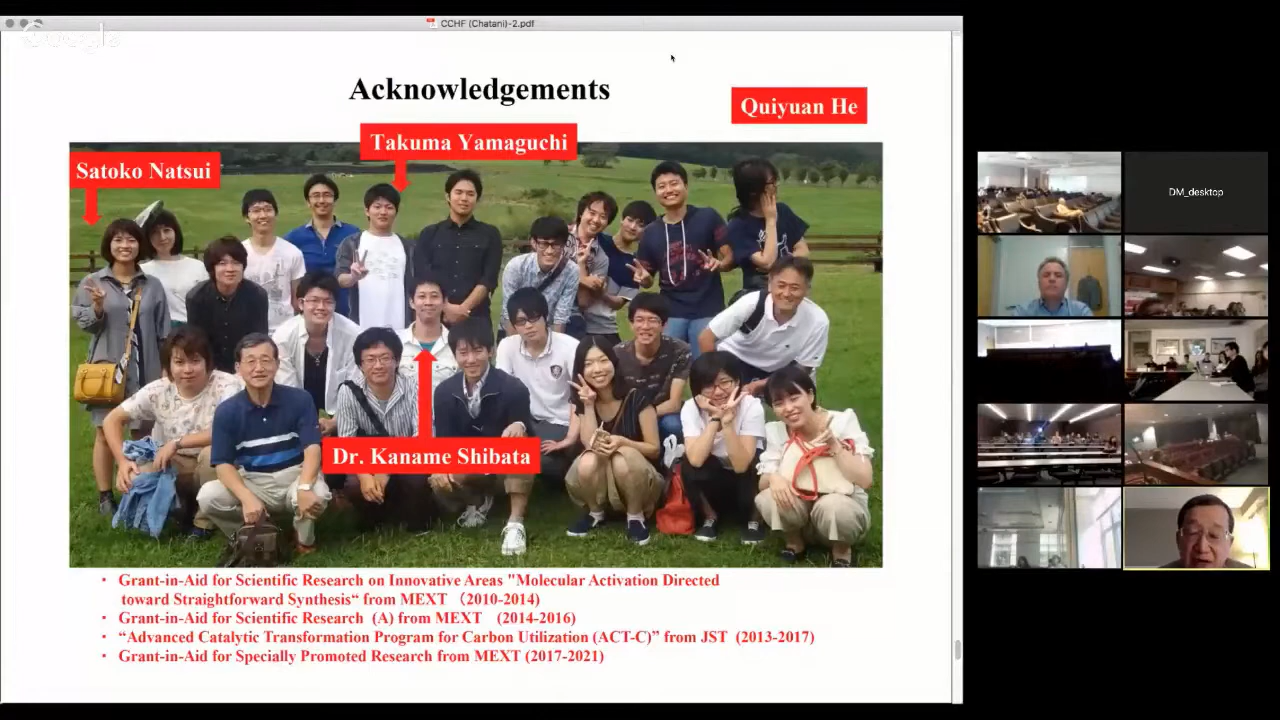 CCHF (Chatani)-2.pdf
Google
Acknowledgements
Quiyuan He
Takuma Yamaguchi
Satoko Natsui
Dr. Kaname Shibata
・ Grant-in-Aid for Scientific Research on Innovative Areas "Molecular Activation Directed
toward Straightforward Synthesis“ from MEXT （2010-2014)
・ Grant-in-Aid for Scientific Research (A) from MEXT (2014-2016)
・ “Advanced Catalytic Transformation Program for Carbon Utilization (ACT-C)” from JST (2013-2017)
・ Grant-in-Aid for Specially Promoted Research from MEXT (2017-2021)
DM_desktop